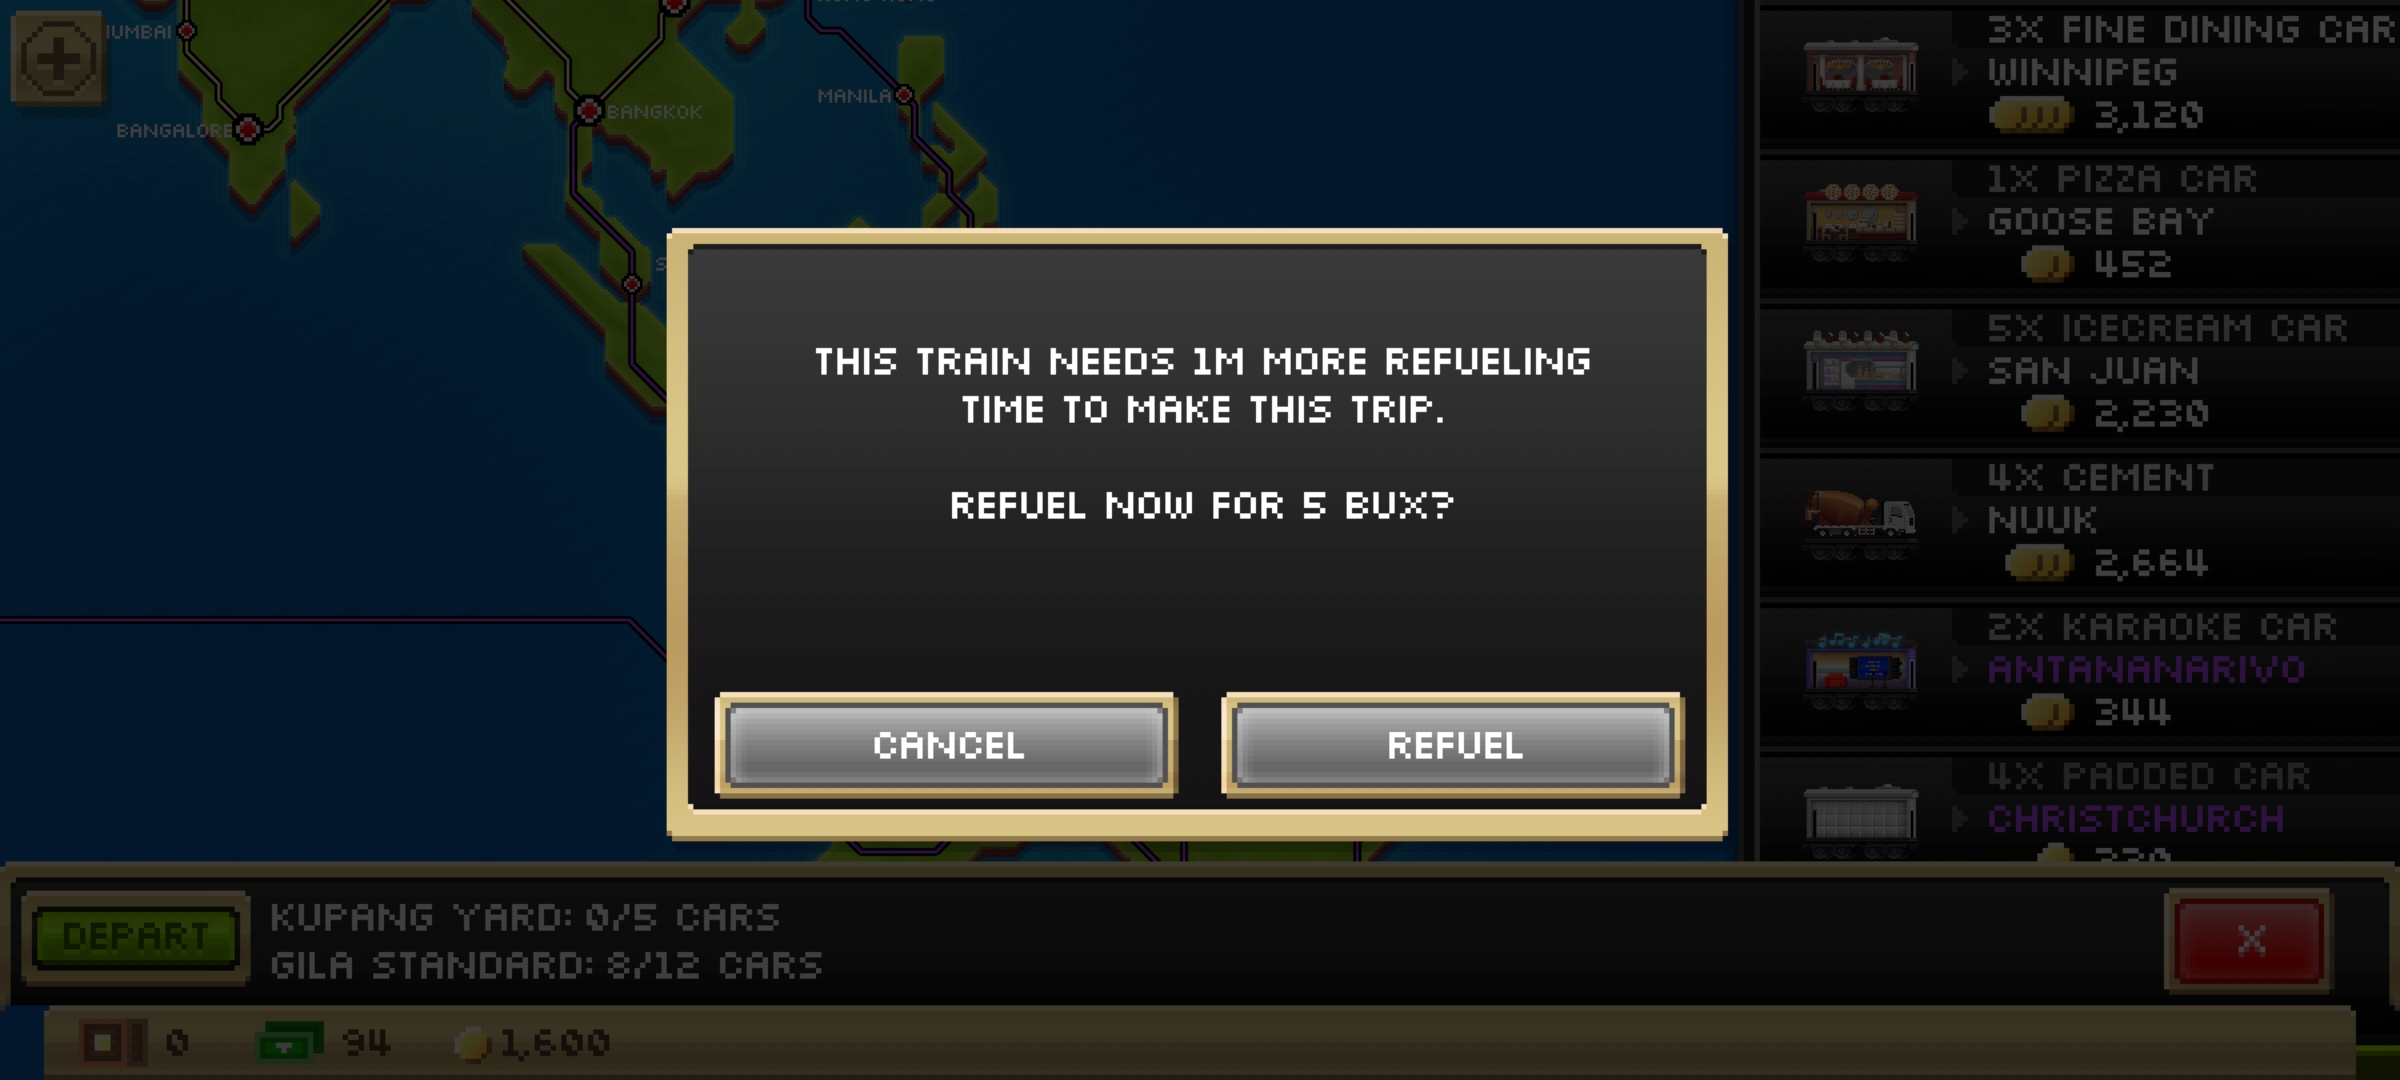 MANILA
BANGKOK
BANGALORE
THIS TRAIN NEEDS 1M MORE REFUELING
TIME TO MAKE THIS TRIP.
REFUEL NOW FOR 5 BUX?
CANCEL
REFUEL
3X FINE DINING CAR
WINNIPEG
3,120
1X PIZZA CAR
GOOSE BAY
452
5X ICECREAM CAR
SAN JUAN
2,230
4X CEMENT
NUUK
2,664
2X KARAOKE CAR
ANTANANARIVO
344
4X PADDED CAR
CHRISTCHURCH
DEPART
KUPANG YARD: 0/5 CARS
GILA STANDARD: 8/12 CARS
X
0
94
1,600